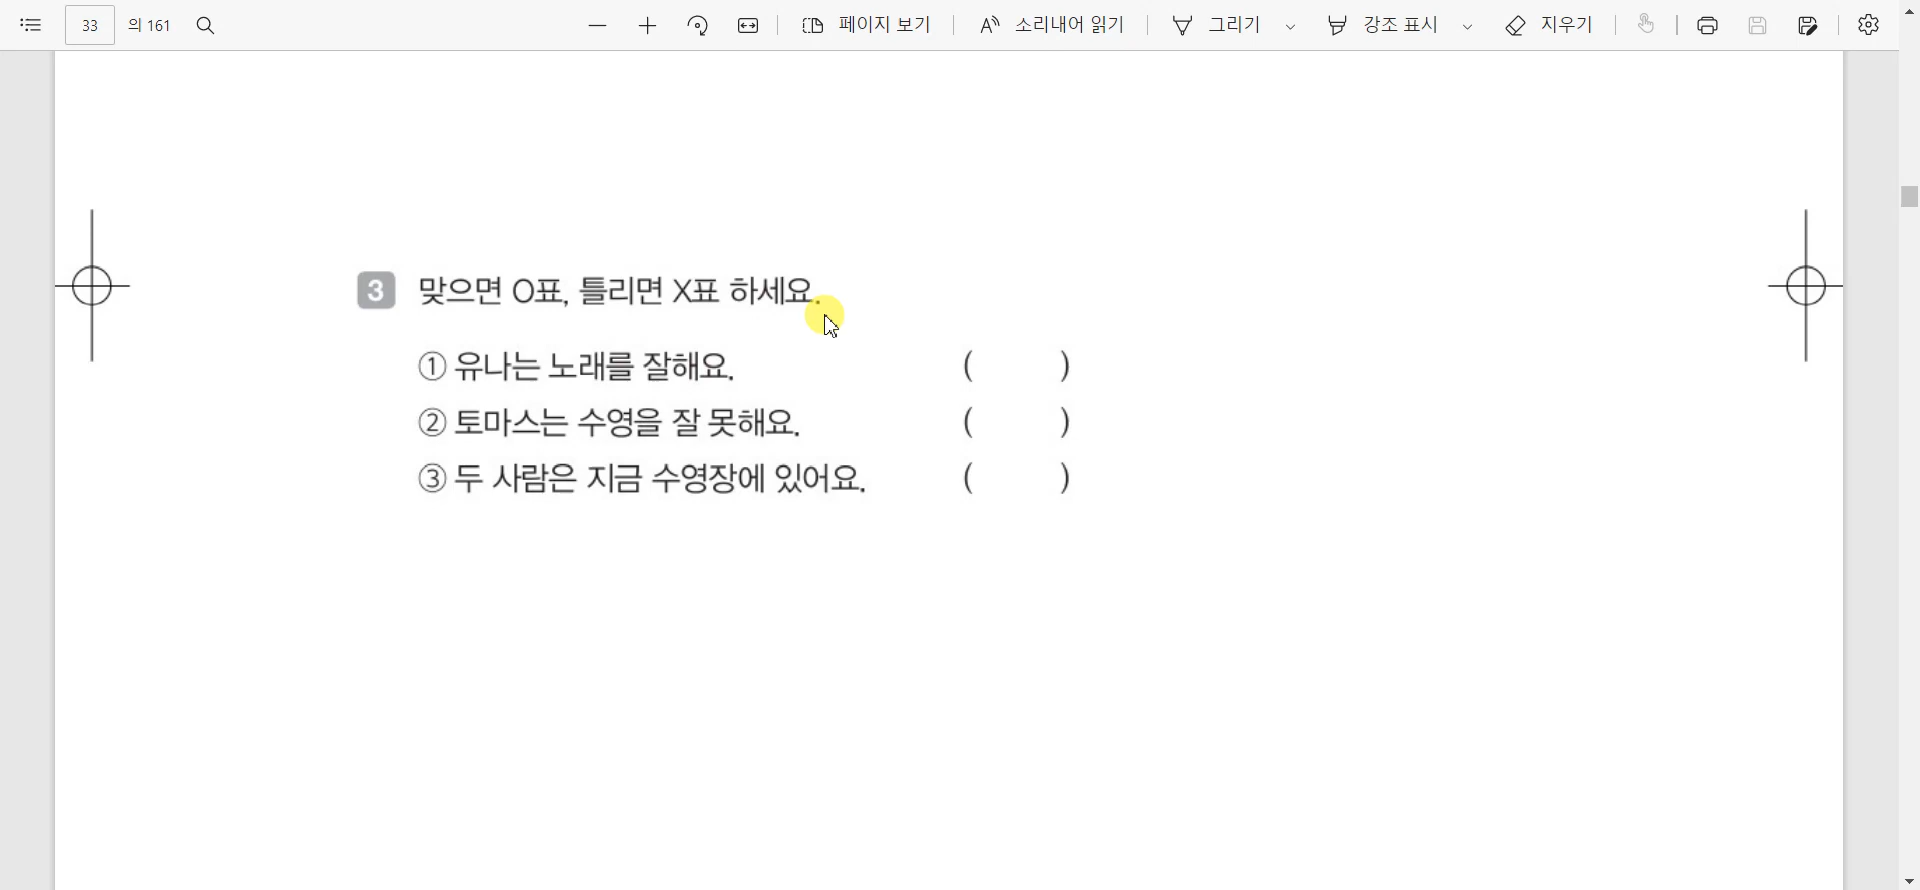 33 의 161 페이지 보기 소리내어 읽기 그리기 강조 표시 지우기
3 맞으면 O표, 틀리면 X표 하세요.
① 유나는 노래를 잘해요. ( )
② 토마스는 수영을 잘 못해요. ( )
③ 두 사람은 지금 수영장에 있어요. ( )